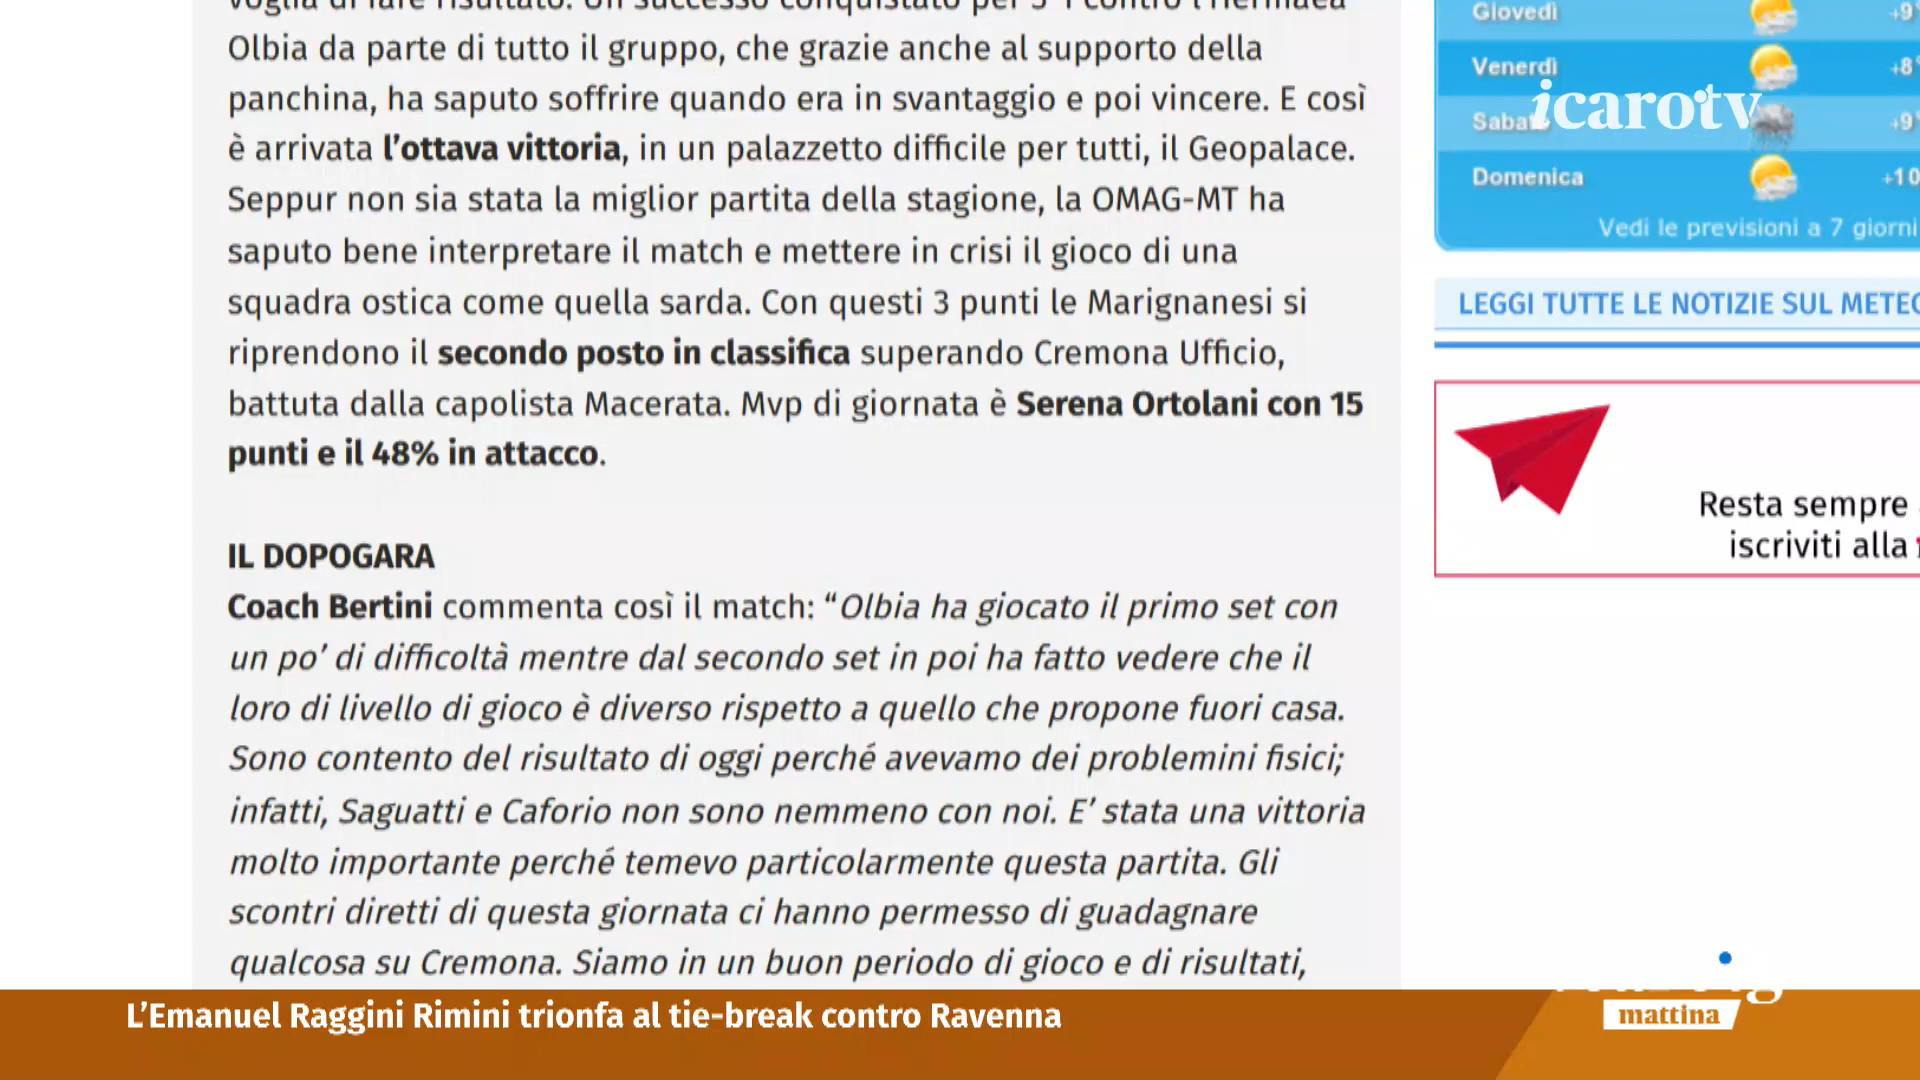 Olbia da parte di tutto il gruppo, che grazie anche al supporto della
panchina, ha saputo soffrire quando era in svantaggio e poi vincere. E così
è arrivata l’ottava vittoria, in un palazzetto difficile per tutti, il Geopalace.
Seppur non sia stata la miglior partita della stagione, la OMAG-MT ha
saputo bene interpretare il match e mettere in crisi il gioco di una
squadra ostica come quella sarda. Con questi 3 punti le Marignanesi si
riprendono il secondo posto in classifica superando Cremona Ufficio,
battuta dalla capolista Macerata. Mvp di giornata è Serena Ortolani con 15
punti e il 48% in attacco.
IL DOPOGARA
Coach Bertini commenta così il match: “Olbia ha giocato il primo set con
un po’ di difficoltà mentre dal secondo set in poi ha fatto vedere che il
loro di livello di gioco è diverso rispetto a quello che propone fuori casa.
Sono contento del risultato di oggi perché avevamo dei problemini fisici;
infatti, Saguatti e Caforio non sono nemmeno con noi. E’ stata una vittoria
molto importante perché temevo particolarmente questa partita. Gli
scontri diretti di questa giornata ci hanno permesso di guadagnare
qualcosa su Cremona. Siamo in un buon periodo di gioco e di risultati,
Giovedì +9°
Venerdì +8°
icarotv
+9°
Domenica +10
Vedi le previsioni a 7 giorni
LEGGI TUTTE LE NOTIZIE SUL METEO
Resta sempre
iscriviti alla
L’Emanuel Raggini Rimini trionfa al tie-break contro Ravenna
mattina